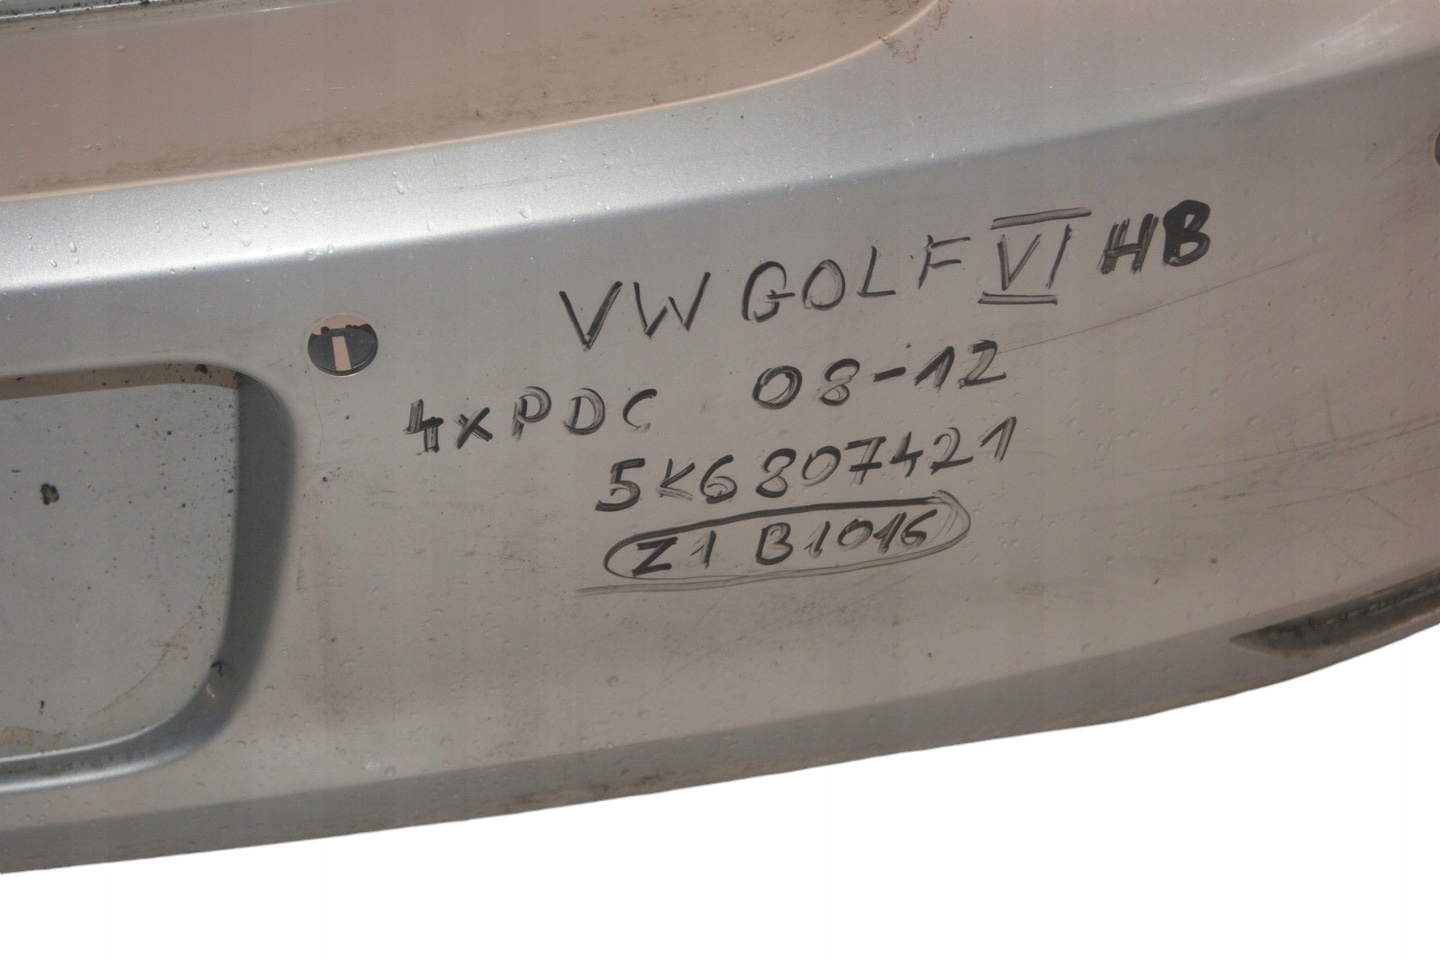 VW GOLF VI HB
4xPDC 08-12
5K6807421
Z1 B1016